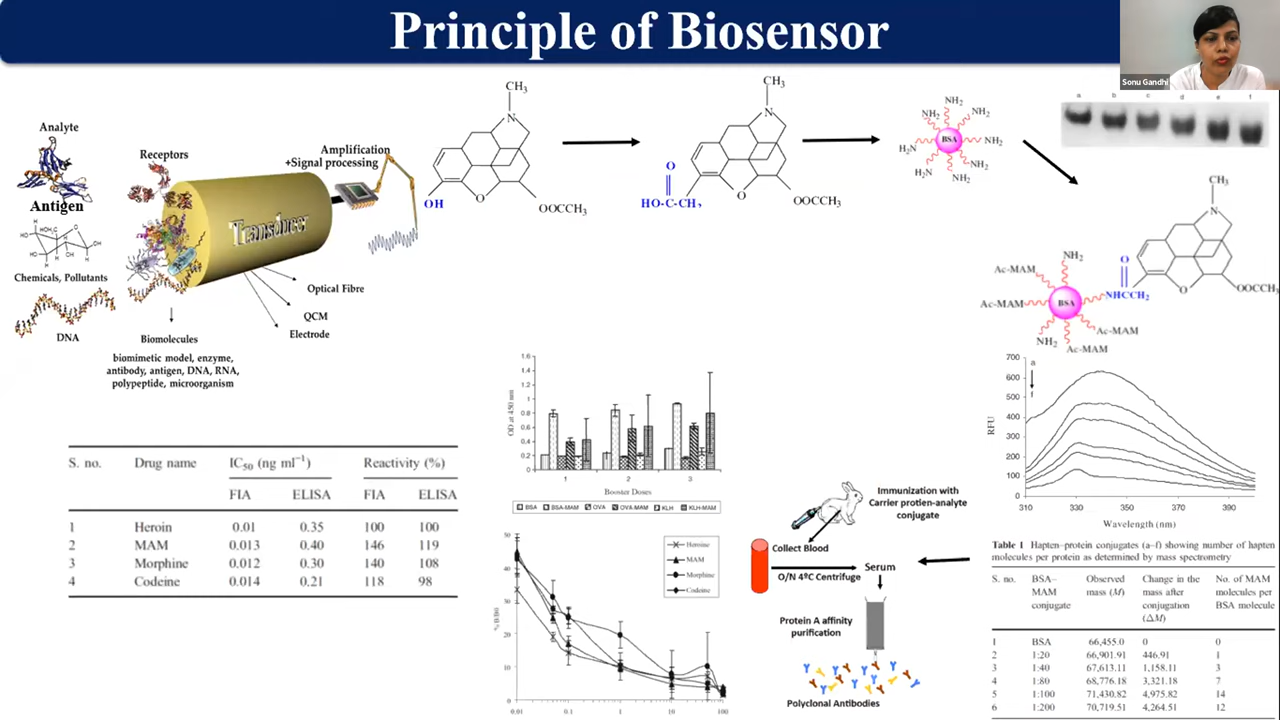 Principle of Biosensor
Sonu Gandhi
Analyte
Antigen
Chemicals, Pollutants
DNA
Receptors
Transducer
Amplification
+Signal processing
Optical Fibre
QCM
Electrode
Biomolecules
biomimetic model, enzyme,
antibody, antigen, DNA, RNA,
polypeptide, microorganism
CH₃
N
OH
O
OOCCH₃
CH₃
N
O
HO-C-CH₂
O
OOCCH₃
NH₂
NH₂
NH₂
H₂N
BSA
NH₂
H₂N
NH₂
NH₂
a b c d e f
CH₃
N
NH₂
O
Ac-MAM
Ac-MAM
BSA
NHCCH₂
O
OOCCH₃
Ac-MAM
NH₂
Ac-MAM
S. no. Drug name IC₅₀ (ng ml⁻¹) Reactivity (%)
FIA ELISA FIA ELISA
1 Heroin 0.01 0.35 100 100
2 MAM 0.013 0.40 146 119
3 Morphine 0.012 0.30 140 108
4 Codeine 0.014 0.21 118 98
OD at 450 nm
1.6
1.4
1.2
1
0.8
0.6
0.4
0.2
0
1 2 3
Booster Doses
BSA BSA-MAM OVA OVA-MAM KLH KLH-MAM
50
40
30
20
10
0
0.01 0.1 1 10 100
Heroine
MAM
Morphine
Codeine
Immunization with
Carrier protien-analyte
conjugate
Collect Blood
O/N 4ºC Centrifuge
Serum
Protein A affinity
purification
Polyclonal Antibodies
RFU
700
600
500
400
300
200
100
0
a
f
310 330 350 370 390
Wavelength (nm)
Table 1 Hapten–protein conjugates (a–f) showing number of hapten
molecules per protein as determined by mass spectrometry
S. no. BSA– Observed Change in the No. of MAM
MAM mass (M) mass after molecules per
conjugate conjugation BSA molecule
(ΔM)
1 BSA 66,455.0 0 0
2 1:20 66,901.91 446.91 1
3 1:40 67,613.11 1,158.11 3
4 1:80 68,776.18 3,321.18 7
5 1:100 71,430.82 4,975.82 14
6 1:200 70,719.51 4,264.51 12